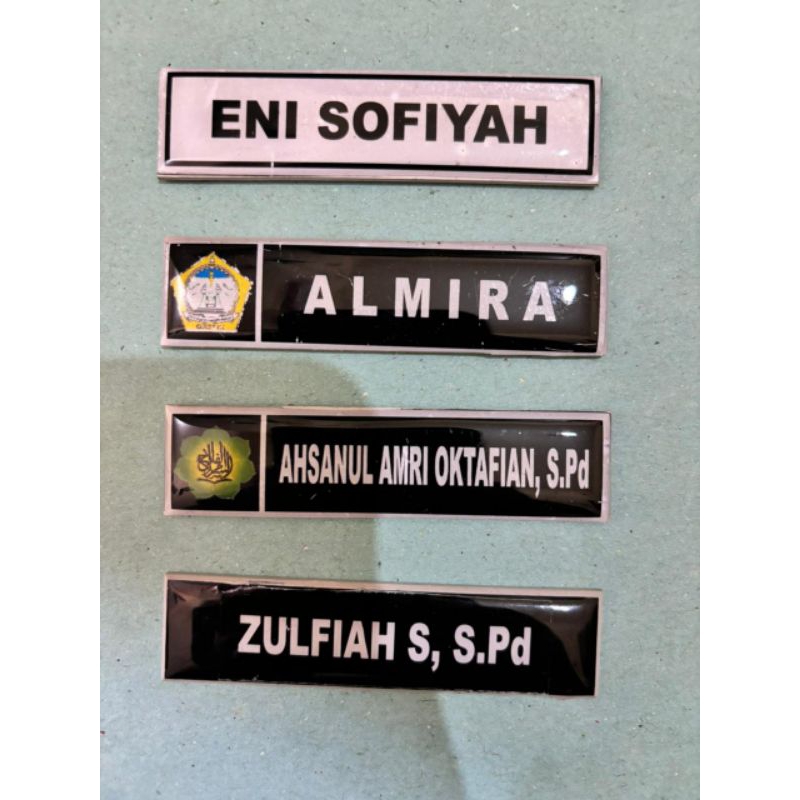 ENI SOFIYAH
ALMIRA
AHSANUL AMRI OKTAFIAN, S.Pd
ZULFIAH S, S.Pd